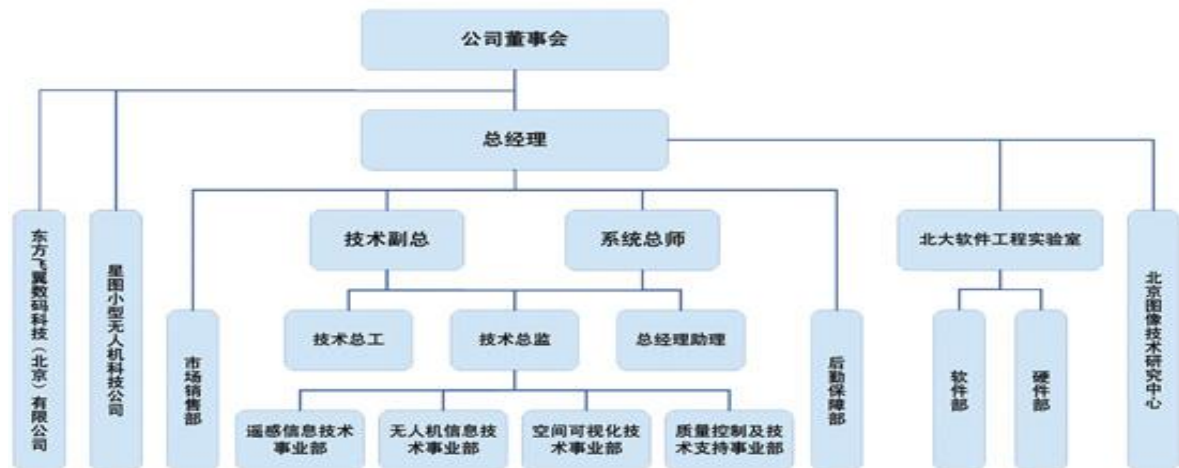 公司董事会
总经理
东方飞翼数码科技（北京）有限公司
星图小型无人机科技公司
市场销售部
技术副总
系统总师
后勤保障部
北大软件工程实验室
北京图像技术研究中心
技术总工
技术总监
总经理助理
软件部
硬件部
遥感信息技术
事业部
无人机信息技
术事业部
空间可视化技
术事业部
质量控制及技
术支持事业部